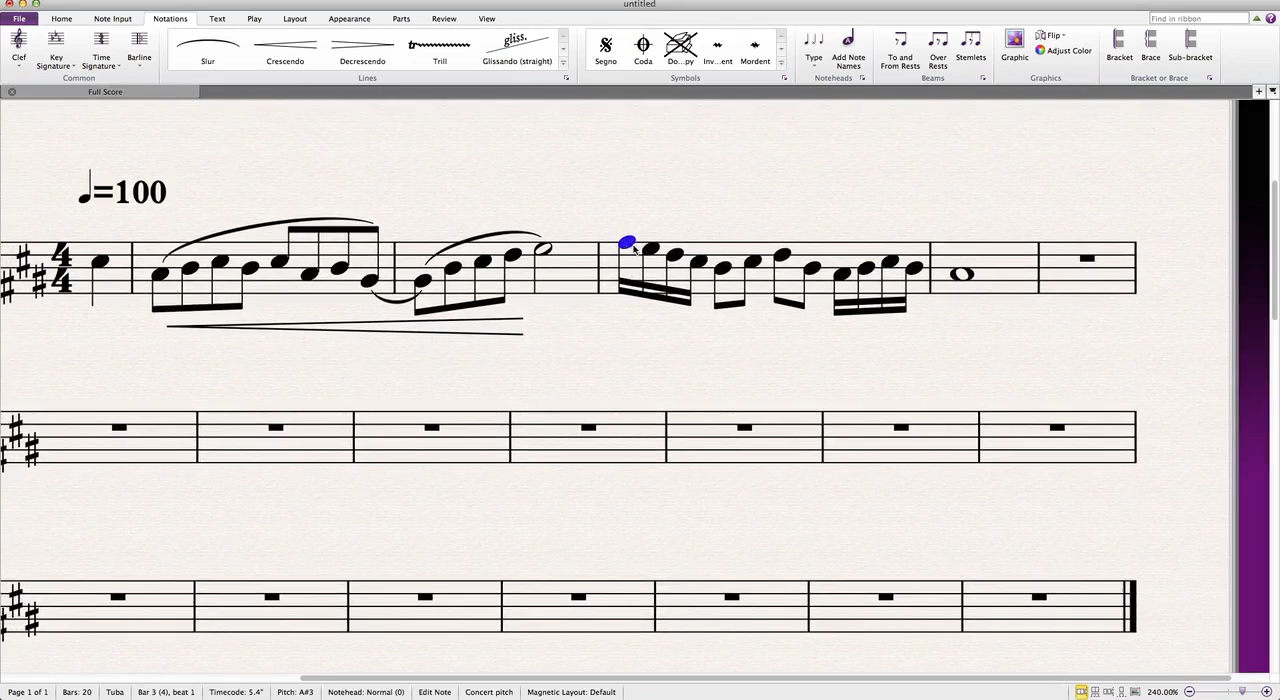 untitled
File Home Note Input Notations Text Play Layout Appearance Parts Review View Find in ribbon
Clef Key Signature Time Signature Barline
Common
Slur Crescendo Decrescendo Trill gliss. Glissando (straight)
Lines
Segno Coda Do...py Inv...ent Mordent
Symbols
Type Add Note Names
Noteheads
To and From Rests Over Rests Stemlets
Beams
Graphic Flip Adjust Color
Graphics
Bracket Brace Sub-bracket
Bracket or Brace
Full Score
=100
4
4
Page 1 of 1 Bars: 20 Tuba Bar 3 (4), beat 1 Timecode: 5.4" Pitch: A#3 Notehead: Normal (0) Edit Note Concert pitch Magnetic Layout: Default 240.00%